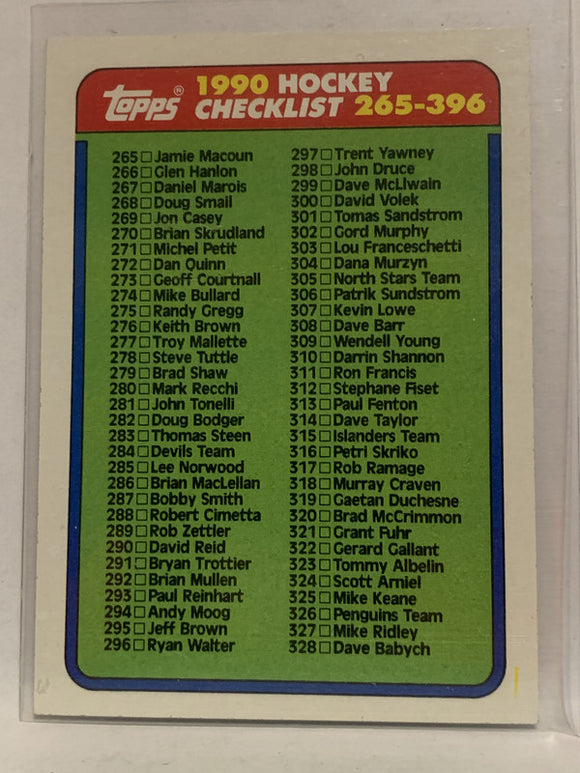 topps® 1990 HOCKEY
CHECKLIST 265-396
265 Jamie Macoun
266 Glen Hanlon
267 Daniel Marois
268 Doug Smail
269 Jon Casey
270 Brian Skrudland
271 Michel Petit
272 Dan Quinn
273 Geoff Courtnall
274 Mike Bullard
275 Randy Gregg
276 Keith Brown
277 Troy Mallette
278 Steve Tuttle
279 Brad Shaw
280 Mark Recchi
281 John Tonelli
282 Doug Bodger
283 Thomas Steen
284 Devils Team
285 Lee Norwood
286 Brian MacLellan
287 Bobby Smith
288 Robert Cimetta
289 Rob Zettler
290 David Reid
291 Bryan Trottier
292 Brian Mullen
293 Paul Reinhart
294 Andy Moog
295 Jeff Brown
296 Ryan Walter
297 Trent Yawney
298 John Druce
299 Dave McLlwain
300 David Volek
301 Tomas Sandstrom
302 Gord Murphy
303 Lou Franceschetti
304 Dana Murzyn
305 North Stars Team
306 Patrik Sundstrom
307 Kevin Lowe
308 Dave Barr
309 Wendell Young
310 Darrin Shannon
311 Ron Francis
312 Stephane Fiset
313 Paul Fenton
314 Dave Taylor
315 Islanders Team
316 Petri Skriko
317 Rob Ramage
318 Murray Craven
319 Gaetan Duchesne
320 Brad McCrimmon
321 Grant Fuhr
322 Gerard Gallant
323 Tommy Albelin
324 Scott Arniel
325 Mike Keane
326 Penguins Team
327 Mike Ridley
328 Dave Babych